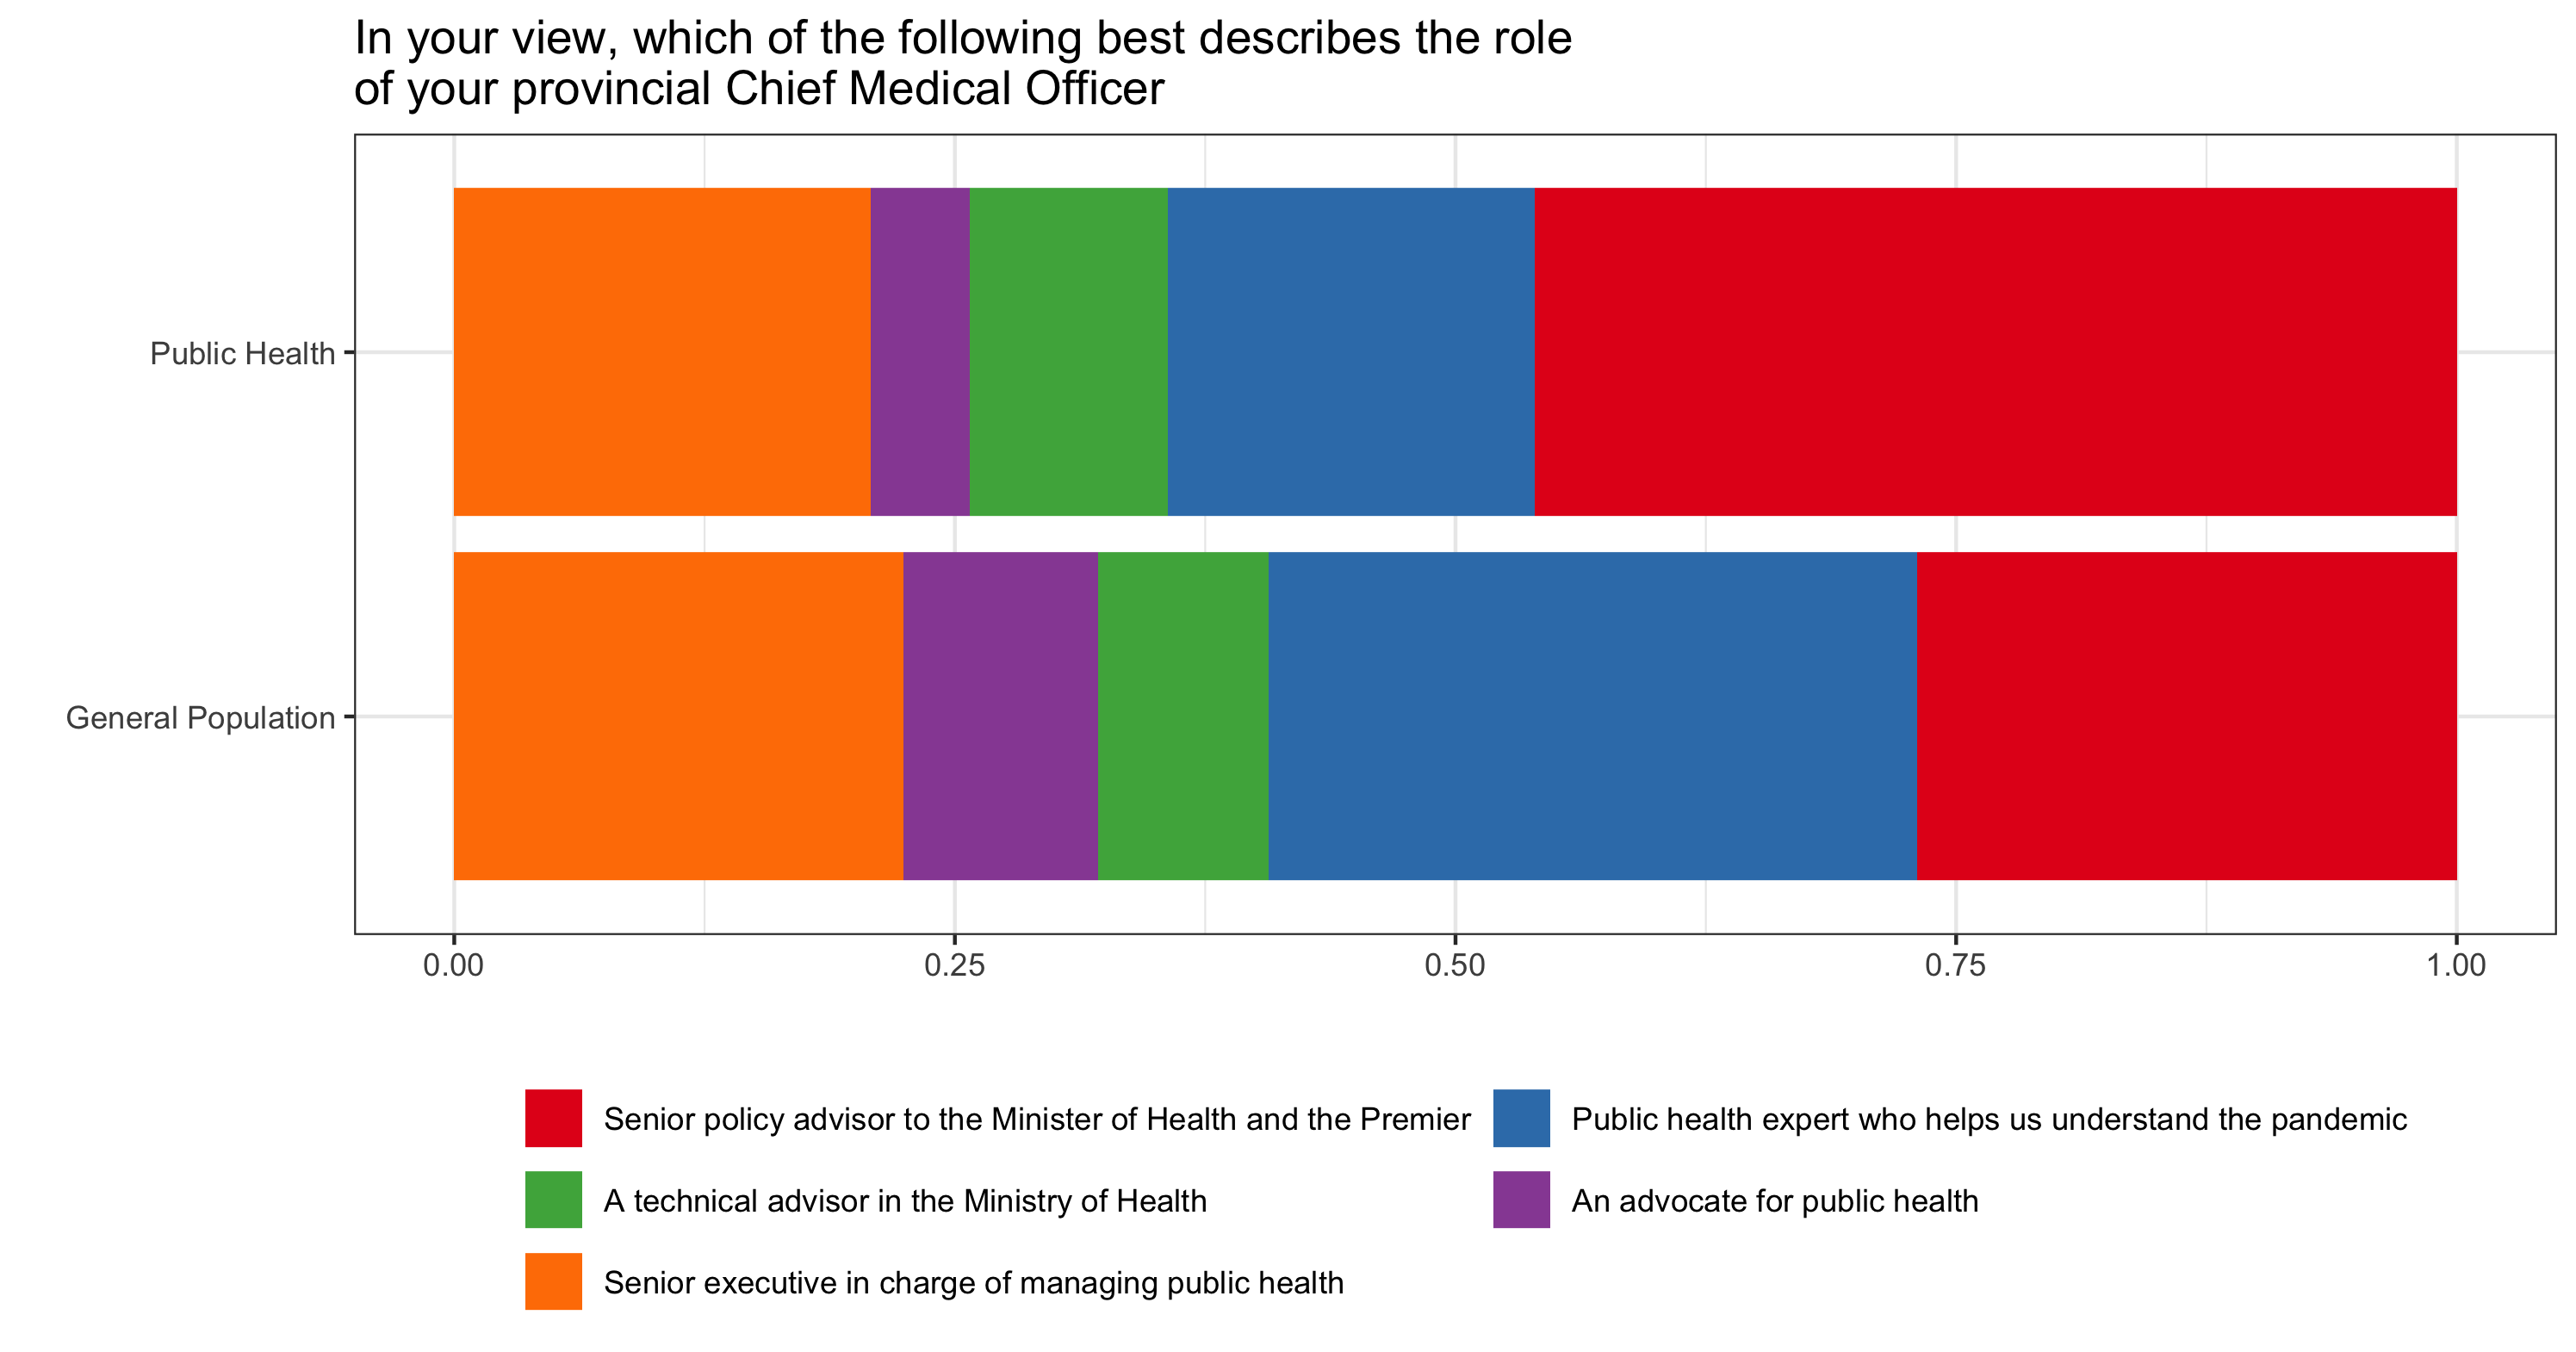 In your view, which of the following best describes the role
of your provincial Chief Medical Officer
Public Health
General Population
0.00
0.25
0.50
0.75
1.00
Senior policy advisor to the Minister of Health and the Premier
Public health expert who helps us understand the pandemic
A technical advisor in the Ministry of Health
An advocate for public health
Senior executive in charge of managing public health